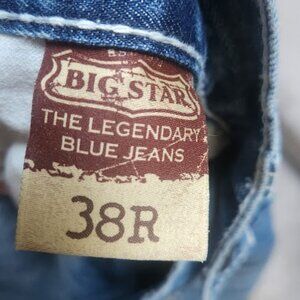 BIG STAR
THE LEGENDARY
BLUE JEANS
38R